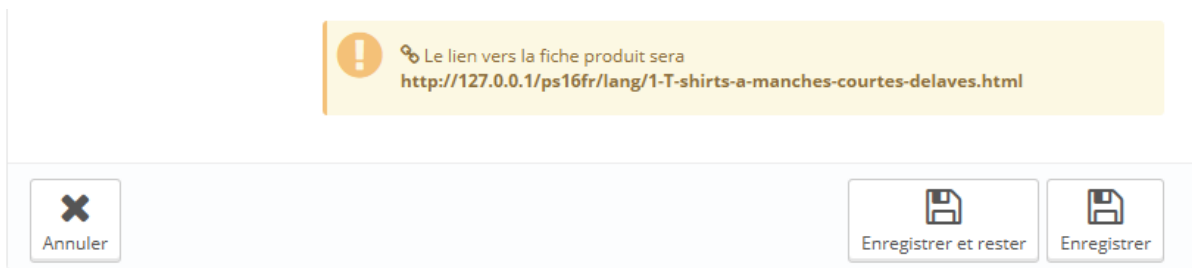 Le lien vers la fiche produit sera
http://127.0.0.1/ps16fr/lang/1-T-shirts-a-manches-courtes-delaves.html
Annuler
Enregistrer et rester
Enregistrer